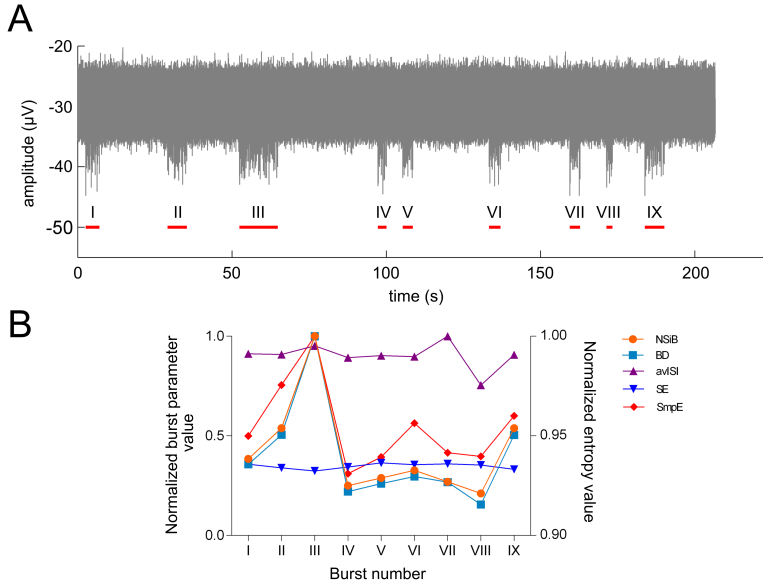 A
-20
-30
-40
-50
amplitude (µV)
I II III IV V VI VII VIII IX
0 50 100 150 200
time (s)
B
1.0
0.5
0.0
Normalized burst parameter
value
1.00
0.95
0.90
Normalized entropy value
I II III IV V VI VII VIII IX
Burst number
NSiB
BD
avISI
SE
SmpE